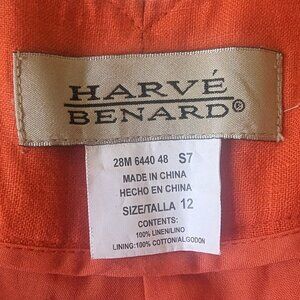 HARVÉ
BENARD®
28M 6440 48 S7
MADE IN CHINA
HECHO EN CHINA
SIZE/TALLA 12
CONTENTS:
100% LINEN/LINO
LINING:100% COTTON/ALGODON